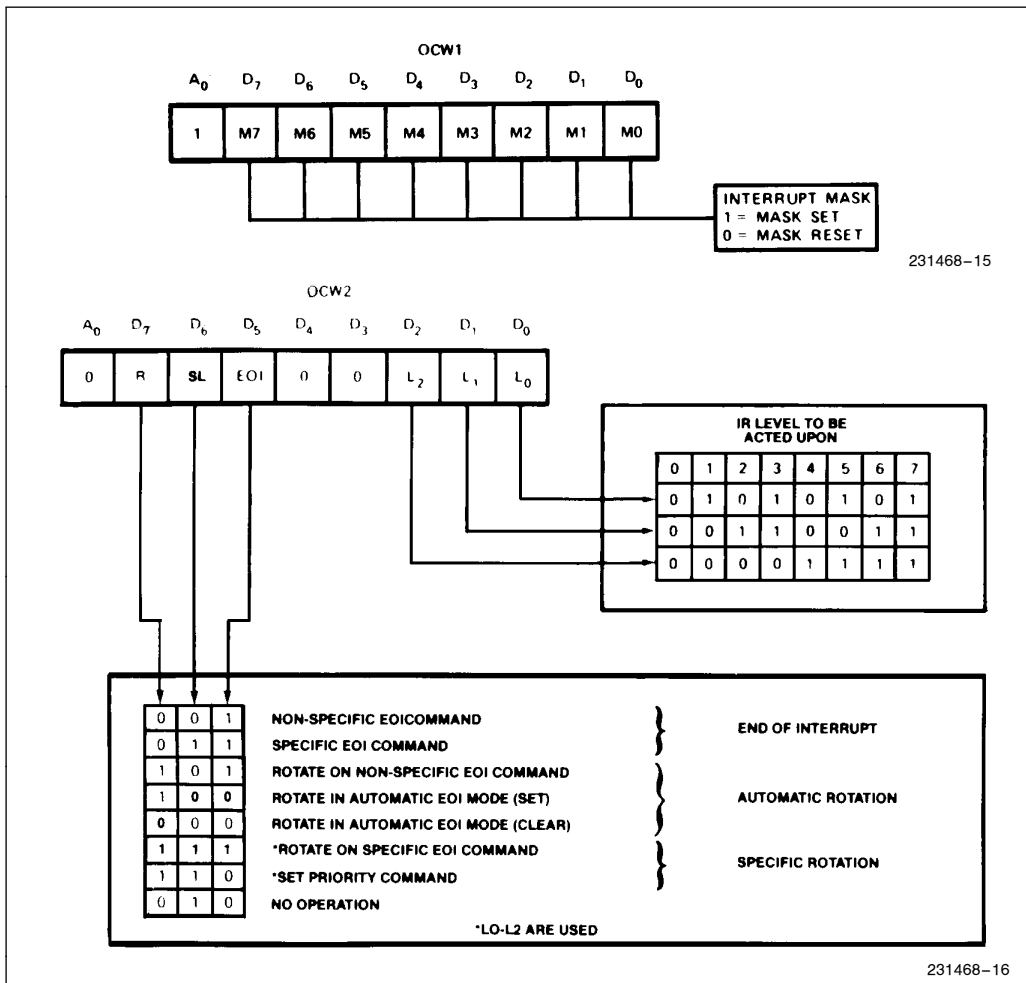 OCW1
A0 D7 D6 D5 D4 D3 D2 D1 D0
1 M7 M6 M5 M4 M3 M2 M1 M0
INTERRUPT MASK
1 = MASK SET
0 = MASK RESET
231468-15
OCW2
A0 D7 D6 D5 D4 D3 D2 D1 D0
0 R SL EOI 0 0 L2 L1 L0
IR LEVEL TO BE
ACTED UPON
0 1 2 3 4 5 6 7
0 1 0 1 0 1 0 1
0 0 1 1 0 0 1 1
0 0 0 0 1 1 1 1
0 0 1 NON-SPECIFIC EOICOMMAND
0 1 1 SPECIFIC EOI COMMAND
END OF INTERRUPT
1 0 1 ROTATE ON NON-SPECIFIC EOI COMMAND
1 0 0 ROTATE IN AUTOMATIC EOI MODE (SET)
0 0 0 ROTATE IN AUTOMATIC EOI MODE (CLEAR)
AUTOMATIC ROTATION
1 1 1 *ROTATE ON SPECIFIC EOI COMMAND
1 1 0 *SET PRIORITY COMMAND
SPECIFIC ROTATION
0 1 0 NO OPERATION
*LO-L2 ARE USED
231468-16